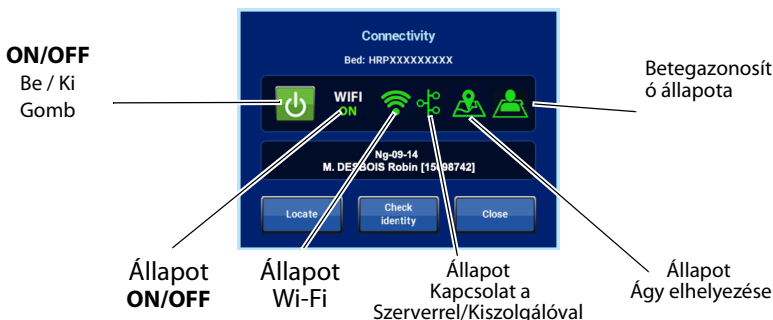 Connectivity
Bed: HRPXXXXXXXXX
ON/OFF
Be / Ki
Gomb
WIFI
ON
Betegazonosít
ó állapota
Ng-09-14
M. DESBOIS Robin [15098742]
Locate
Check
identity
Close
Állapot
ON/OFF
Állapot
Wi-Fi
Állapot
Kapcsolat a
Szerverrel/Kiszolgálóval
Állapot
Ágy elhelyezése